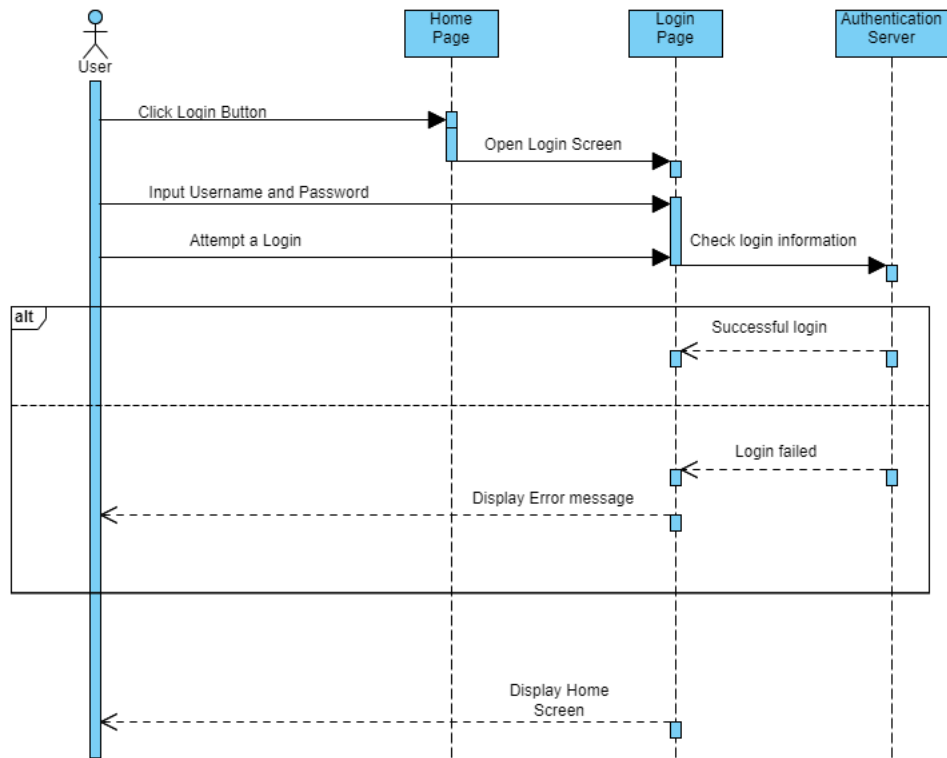 Home
Page
Login
Page
Authentication
Server
User
Click Login Button
Open Login Screen
Input Username and Password
Attempt a Login
Check login information
alt
Successful login
Login failed
Display Error message
Display Home
Screen